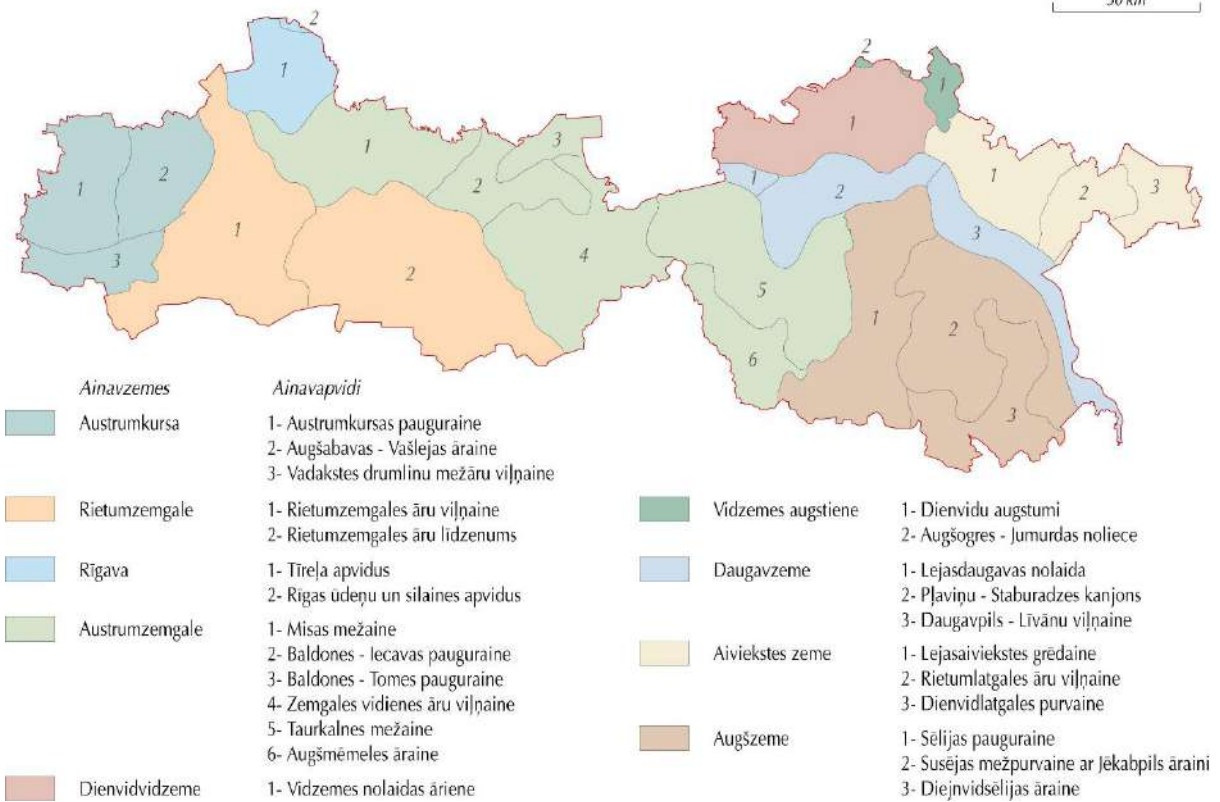 50 km
2
1
1
2
3
1
2
1
2
3
4
5
6
2
1
1
1
2
3
1
2
3
1
2
3
Ainavzemes Ainavapvidi
Austrumkursa 1- Austrumkursas pauguraine
2- Augšabavas - Vašlejas āraine
3- Vadakstes drumlinu mežāru viļņaine
Rietumzemgale 1- Rietumzemgales āru viļņaine
2- Rietumzemgales āru līdzenums
Rīgava 1- Tīreļa apvidus
2- Rīgas ūdeņu un silaines apvidus
Austrumzemgale 1- Misas mežaine
2- Baldones - Iecavas pauguraine
3- Baldones - Tomes pauguraine
4- Zemgales vidienes āru viļņaine
5- Taurkalnes mežaine
6- Augšmēmeles āraine
Dienvidvidzeme 1- Vidzemes nolaidas āriene
Vidzemes augstiene 1- Dienvidu augstumi
2- Augšogres - Jumurdas noliece
Daugavzeme 1- Lejasdaugavas nolaida
2- Pļaviņu - Staburadzes kanjons
3- Daugavpils - Līvānu viļņaine
Aiviekstes zeme 1- Lejasaiviekstes grēdaine
2- Rietumlatgales āru viļņaine
3- Dienvidlatgales purvaine
Augšzeme 1- Sēlijas pauguraine
2- Susējas mežpurvaine ar Jēkabpils āraini
3- Diejnvidsēlijas āraine